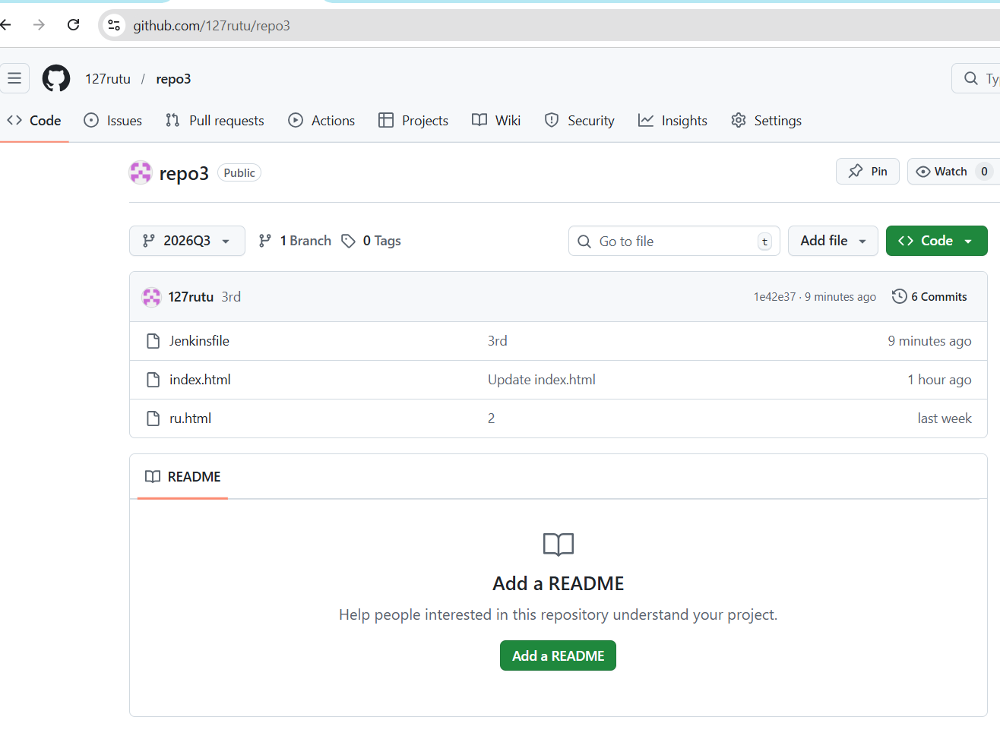 github.com/127rutu/repo3
127rutu / repo3
Code Issues Pull requests Actions Projects Wiki Security Insights Settings
repo3 Public Pin Watch 0
2026Q3 1 Branch 0 Tags Go to file t Add file Code
127rutu 3rd 1e42e37 · 9 minutes ago 6 Commits
Jenkinsfile 3rd 9 minutes ago
index.html Update index.html 1 hour ago
ru.html 2 last week
README
Add a README
Help people interested in this repository understand your project.
Add a README